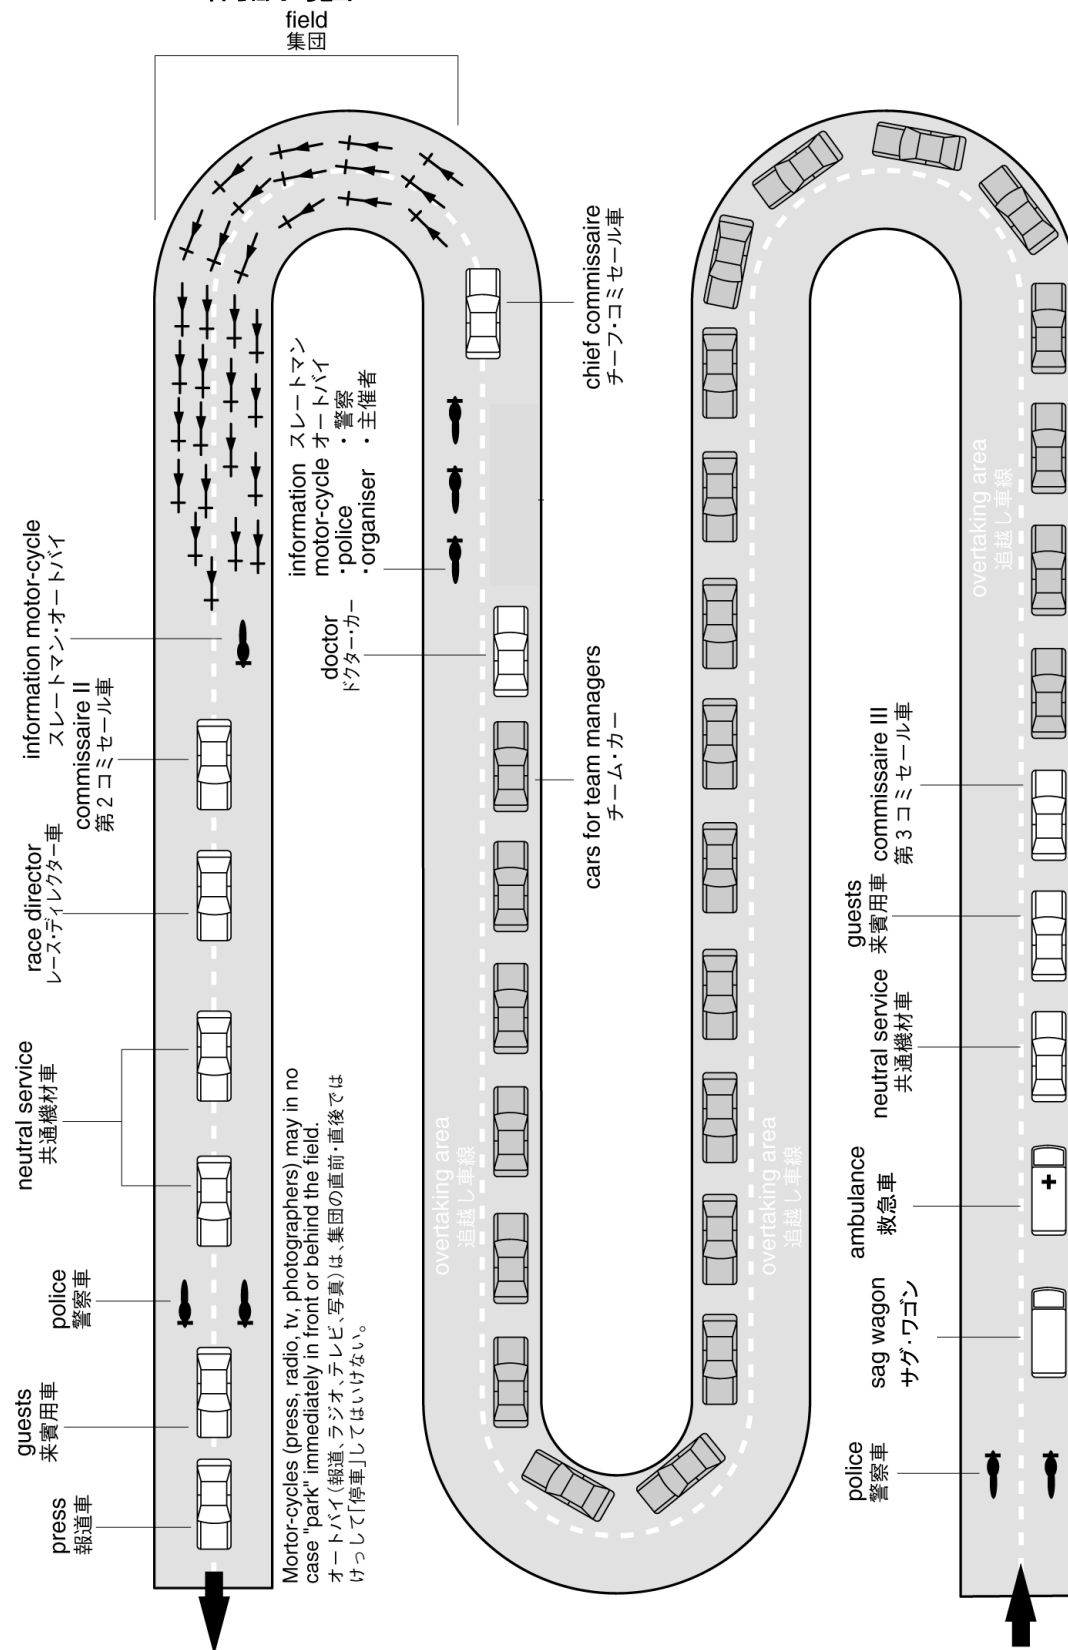 field
集団
information motor-cycle
スレートマン・オートバイ
commissaire II
第2コミセール車
race director
レース・ディレクター車
neutral service
共通機材車
police
警察車
guests
来賓用車
press
報道車
Mortor-cycles (press, radio, tv, photographers) may in no
case "park" immediately in front or behind the field.
オートバイ(報道、ラジオ、テレビ、写真)は、集団の直前・直後では
けっして「停車」してはいけない。
information スレートマン
motor-cycle オートバイ
・police ・警察
・organiser ・主催者
doctor
ドクター・カー
chief commissaire
チーフ・コミセール車
cars for team managers
チーム・カー
overtaking area
追越し車線
overtaking area
追越し車線
overtaking area
追越し車線
commissaire III
第3コミセール車
guests
来賓用車
neutral service
共通機材車
ambulance
救急車
sag wagon
サグ・ワゴン
police
警察車